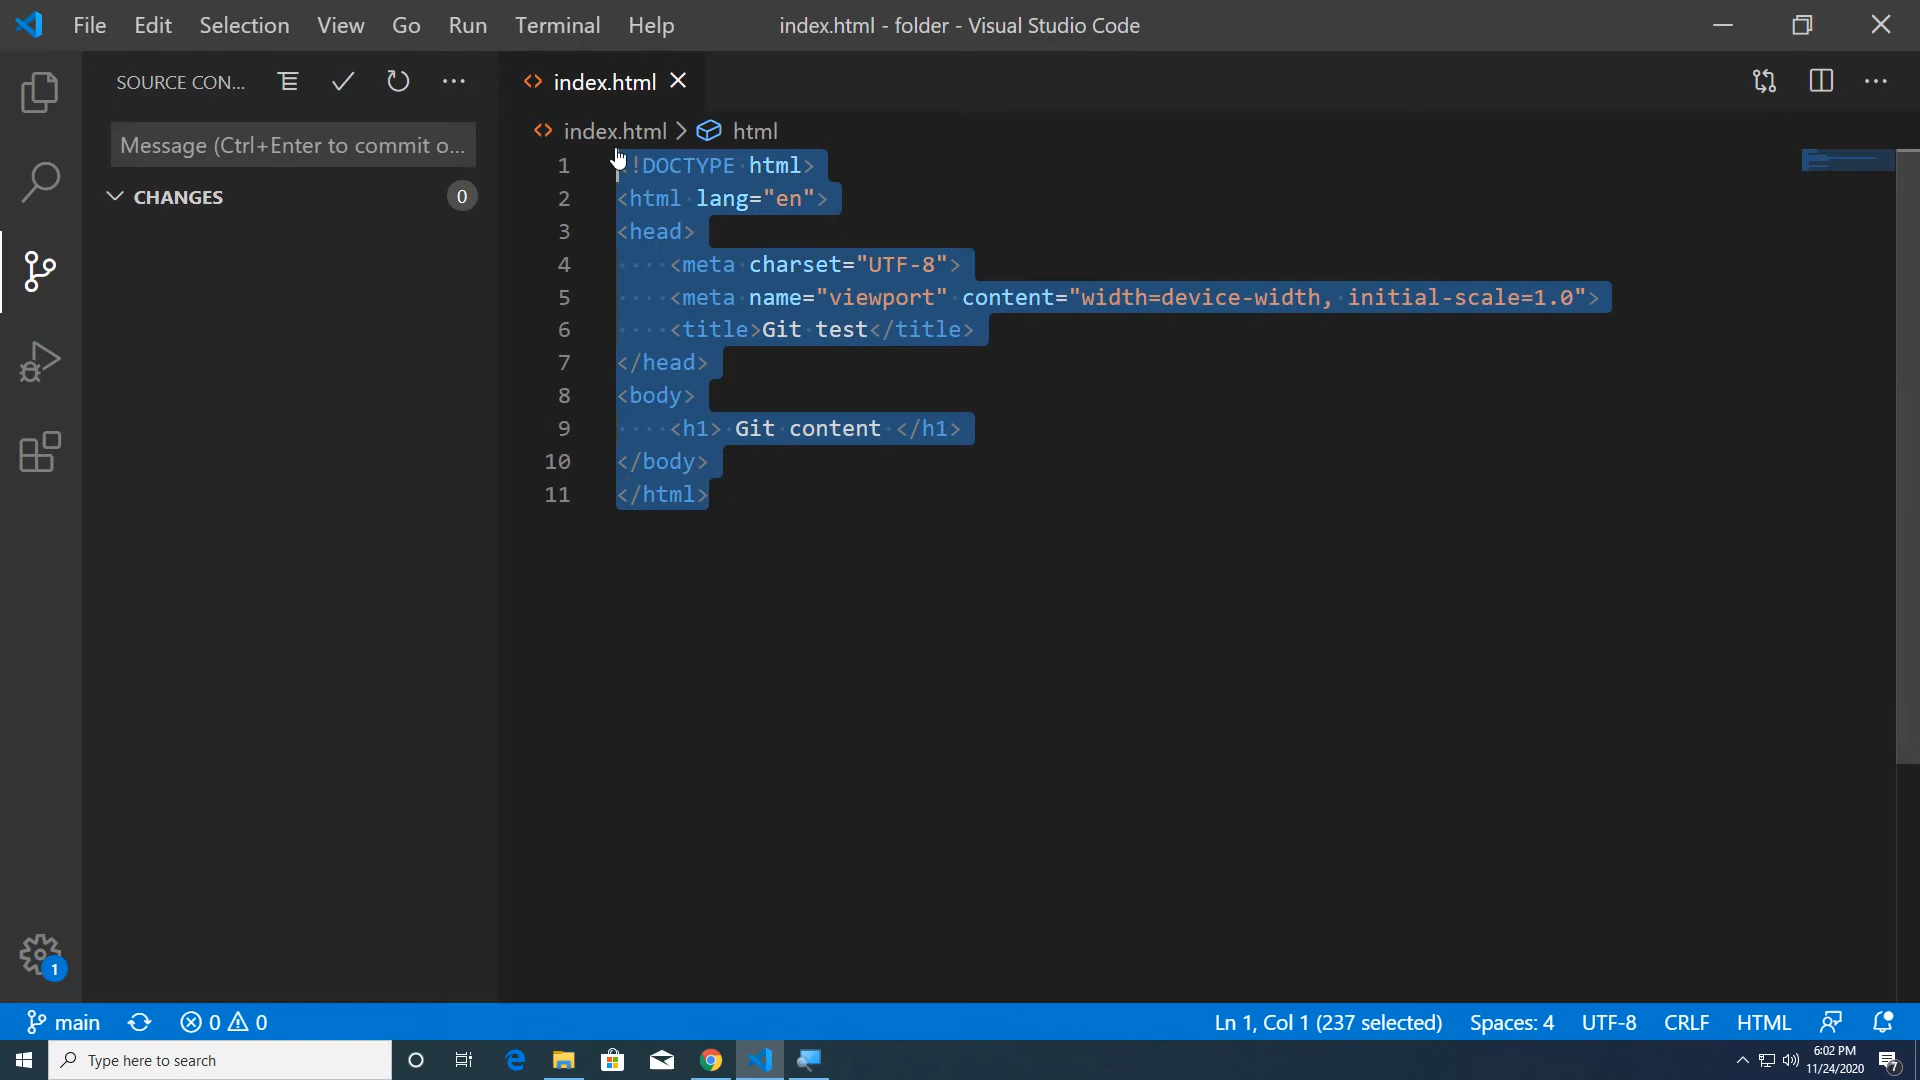 File Edit Selection View Go Run Terminal Help index.html - folder - Visual Studio Code
SOURCE CON...
Message (Ctrl+Enter to commit o...
CHANGES 0
index.html
index.html > html
1 !DOCTYPE html>
2 <html lang="en">
3 <head>
4 <meta charset="UTF-8">
5 <meta name="viewport" content="width=device-width, initial-scale=1.0">
6 <title>Git test</title>
7 </head>
8 <body>
9 <h1> Git content </h1>
10 </body>
11 </html>
1
main 0 0 Ln 1, Col 1 (237 selected) Spaces: 4 UTF-8 CRLF HTML
Type here to search
6:02 PM
11/24/2020
7